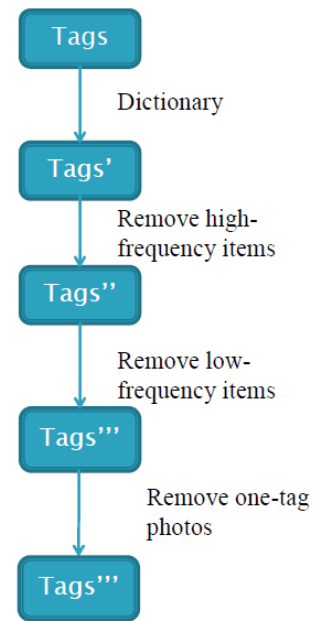 Tags
Dictionary
Tags'
Remove high-
frequency items
Tags''
Remove low-
frequency items
Tags'''
Remove one-tag
photos
Tags'''